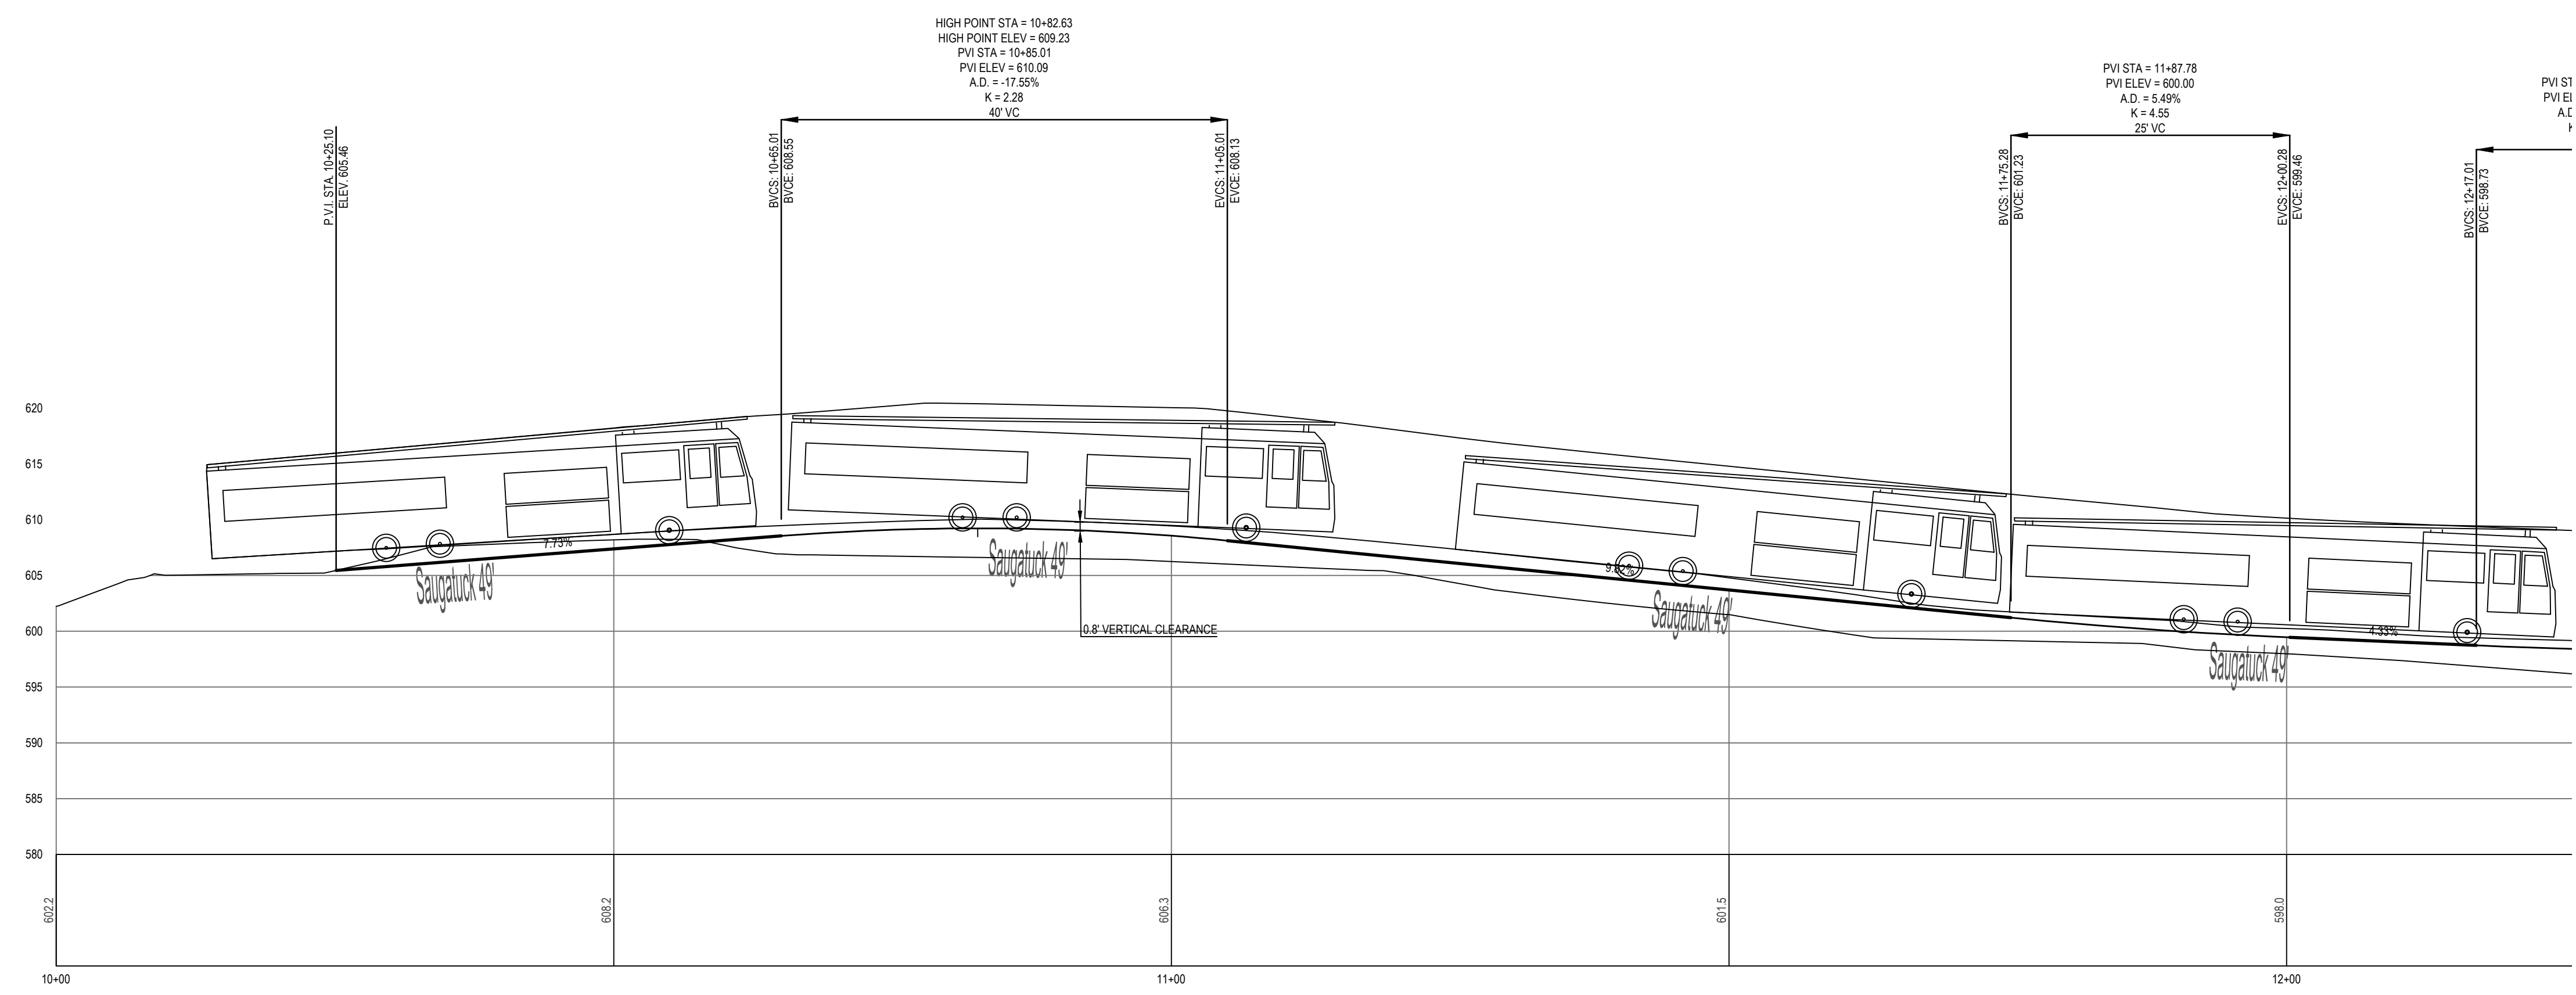 HIGH POINT STA = 10+82.63
HIGH POINT ELEV = 609.23
PVI STA = 10+85.01
PVI ELEV = 610.09
A.D. = -17.55%
K = 2.28
40' VC
PVI STA = 11+87.78
PVI ELEV = 600.00
A.D. = 5.49%
K = 4.55
25' VC
PVI ST
PVI EL
A.D
K
P.V.I. STA. 10+25.10
ELEV. 605.46
BVCS: 10+65.01
BVCE: 608.55
EVCS: 11+05.01
EVCE: 608.13
BVCS: 11+75.28
BVCE: 601.23
EVCS: 12+00.28
EVCE: 599.46
BVCS: 12+17.01
BVCE: 598.73
620
615
610
605
600
595
590
585
580
7.73%
Saugatuck 49'
Saugatuck 49'
0.8' VERTICAL CLEARANCE
9.82%
Saugatuck 49'
4.33%
Saugatuck 49'
602.2
608.2
606.3
601.5
598.0
10+00
11+00
12+00